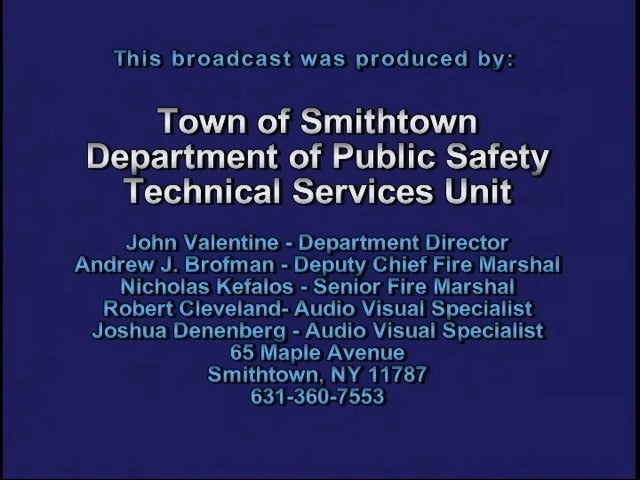 This broadcast was produced by:
Town of Smithtown
Department of Public Safety
Technical Services Unit
John Valentine - Department Director
Andrew J. Brofman - Deputy Chief Fire Marshal
Nicholas Kefalos - Senior Fire Marshal
Robert Cleveland- Audio Visual Specialist
Joshua Denenberg - Audio Visual Specialist
65 Maple Avenue
Smithtown, NY 11787
631-360-7553